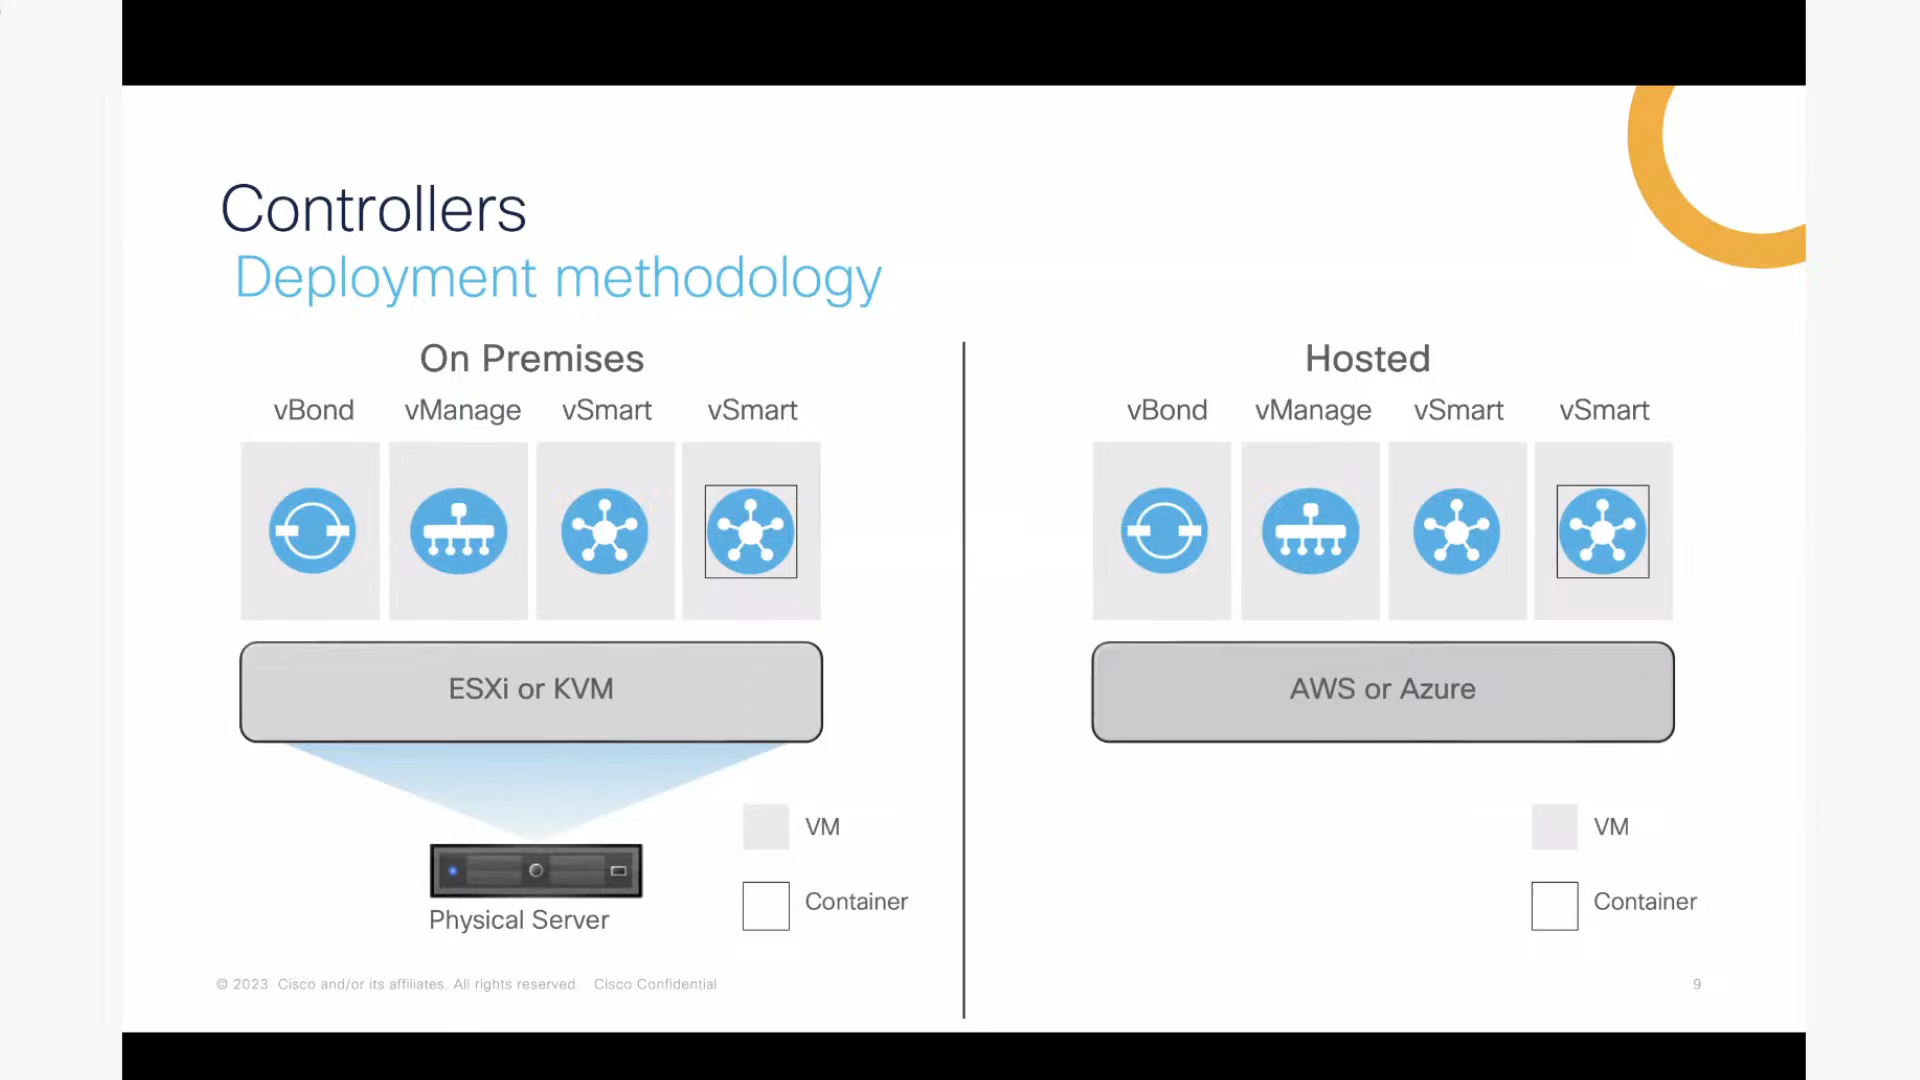 Controllers
Deployment methodology
On Premises
vBond vManage vSmart vSmart
ESXi or KVM
Physical Server
VM
Container
Hosted
vBond vManage vSmart vSmart
AWS or Azure
VM
Container
© 2023 Cisco and/or its affiliates. All rights reserved. Cisco Confidential
9